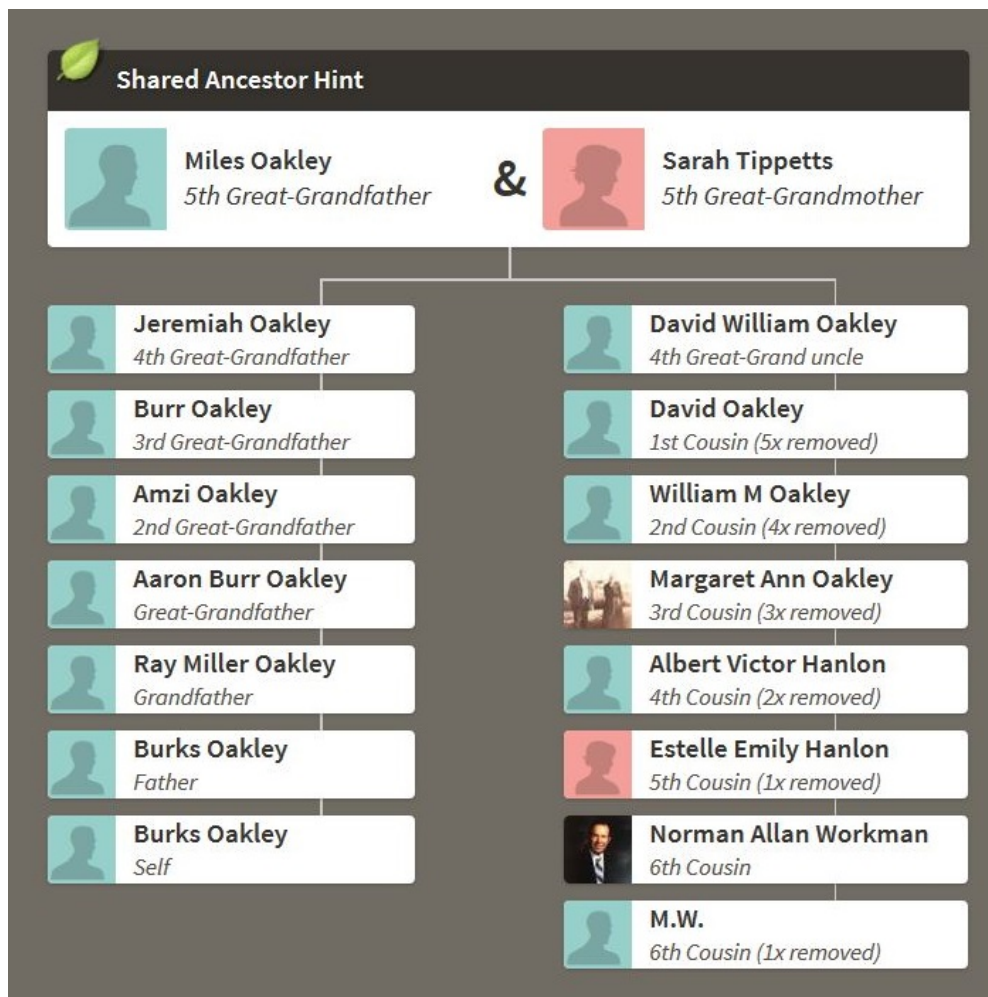 Shared Ancestor Hint
Miles Oakley
5th Great-Grandfather
&
Sarah Tippetts
5th Great-Grandmother
Jeremiah Oakley
4th Great-Grandfather
Burr Oakley
3rd Great-Grandfather
Amzi Oakley
2nd Great-Grandfather
Aaron Burr Oakley
Great-Grandfather
Ray Miller Oakley
Grandfather
Burks Oakley
Father
Burks Oakley
Self
David William Oakley
4th Great-Grand uncle
David Oakley
1st Cousin (5x removed)
William M Oakley
2nd Cousin (4x removed)
Margaret Ann Oakley
3rd Cousin (3x removed)
Albert Victor Hanlon
4th Cousin (2x removed)
Estelle Emily Hanlon
5th Cousin (1x removed)
Norman Allan Workman
6th Cousin
M.W.
6th Cousin (1x removed)